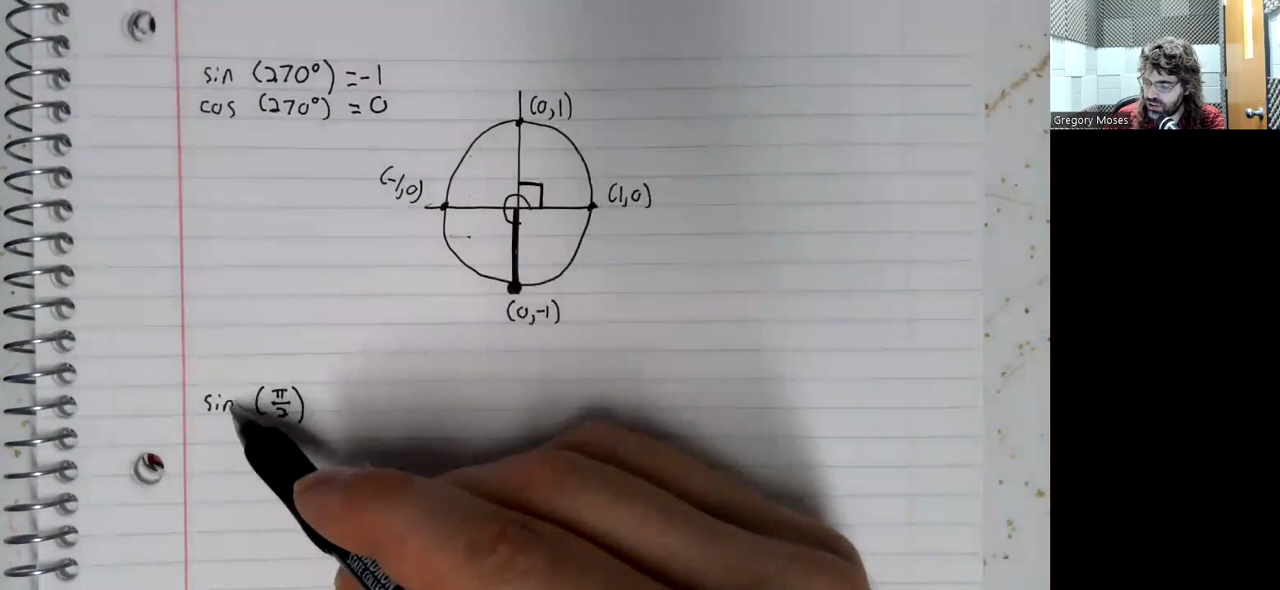 sin (270°) = -1
cos (270°) = 0
(0,1)
(-1,0)
(1,0)
(0,-1)
sin (π/2)
Gregory Moses